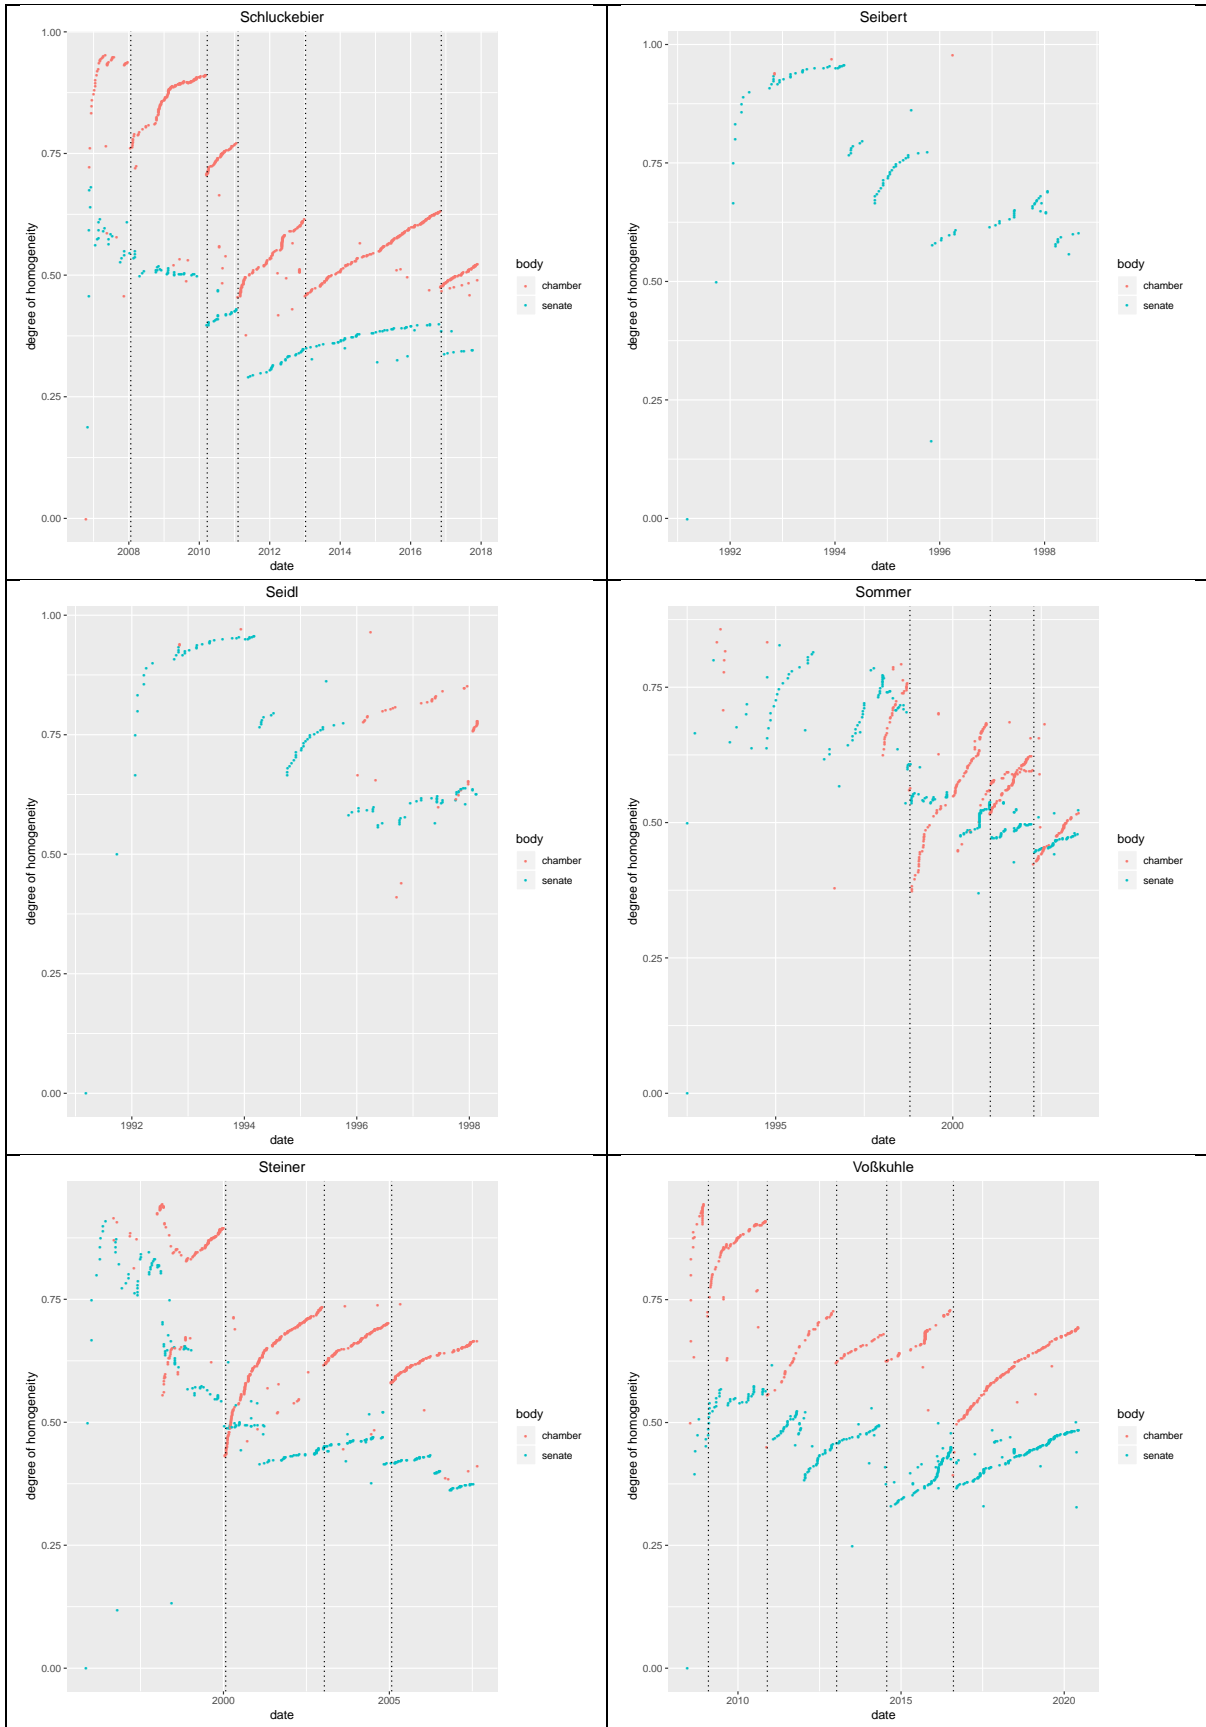 Schluckebier
1.00
0.75
0.50
0.25
0.00
degree of homogeneity
2008 2010 2012 2014 2016 2018
date
body
chamber
senate
Seibert
1.00
0.75
0.50
0.25
0.00
degree of homogeneity
1992 1994 1996 1998
date
body
chamber
senate
Seidl
1.00
0.75
0.50
0.25
0.00
degree of homogeneity
1992 1994 1996 1998
date
body
chamber
senate
Sommer
0.75
0.50
0.25
0.00
degree of homogeneity
1995 2000
date
body
chamber
senate
Steiner
0.75
0.50
0.25
0.00
degree of homogeneity
2000 2005
date
body
chamber
senate
Voßkuhle
0.75
0.50
0.25
0.00
degree of homogeneity
2010 2015 2020
date
body
chamber
senate